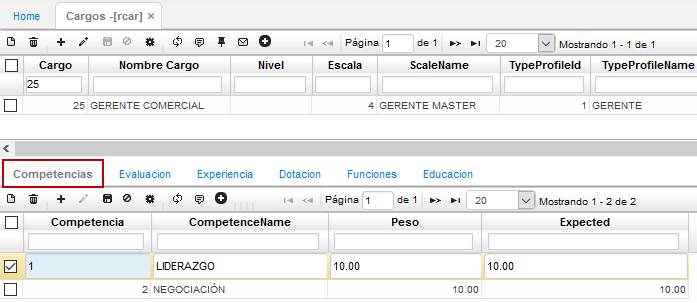 Home Cargos -[rcar] ×
Página 1 de 1 20 Mostrando 1 - 1 de 1
Cargo Nombre Cargo Nivel Escala ScaleName TypeProfileId TypeProfileName
25
25 GERENTE COMERCIAL 4 GERENTE MASTER 1 GERENTE
Competencias Evaluacion Experiencia Dotacion Funciones Educacion
Página 1 de 1 20 Mostrando 1 - 2 de 2
Competencia CompetenceName Peso Expected
1 LIDERAZGO 10.00 10.00
2 NEGOCIACIÓN 10.00 10.00